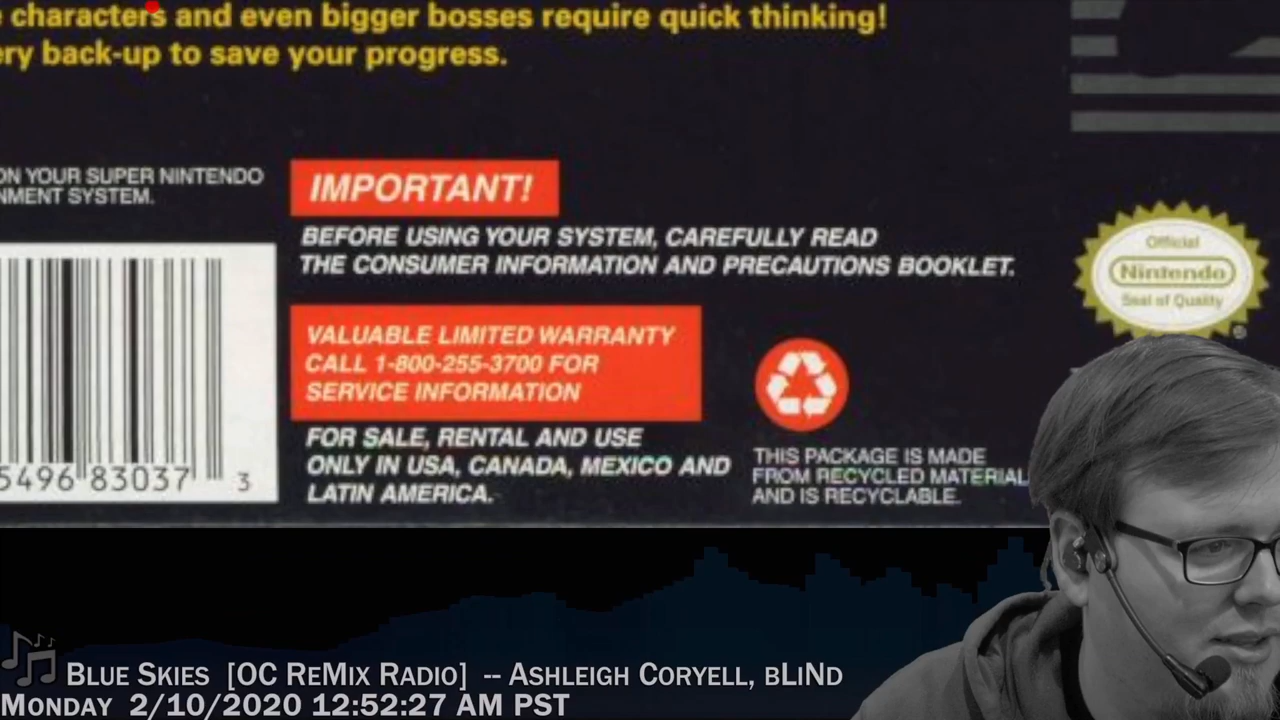 characters and even bigger bosses require quick thinking!
ery back-up to save your progress.
ON YOUR SUPER NINTENDO
NMENT SYSTEM.
IMPORTANT!
BEFORE USING YOUR SYSTEM, CAREFULLY READ
THE CONSUMER INFORMATION AND PRECAUTIONS BOOKLET.
Official
Nintendo
Seal of Quality
VALUABLE LIMITED WARRANTY
CALL 1-800-255-3700 FOR
SERVICE INFORMATION
FOR SALE, RENTAL AND USE
ONLY IN USA, CANADA, MEXICO AND
LATIN AMERICA.
THIS PACKAGE IS MADE
FROM RECYCLED MATERIAL
AND IS RECYCLABLE.
5496 83037 3
Blue Skies [OC ReMix Radio] -- Ashleigh Coryell, bLiNd
Monday 2/10/2020 12:52:27 AM PST